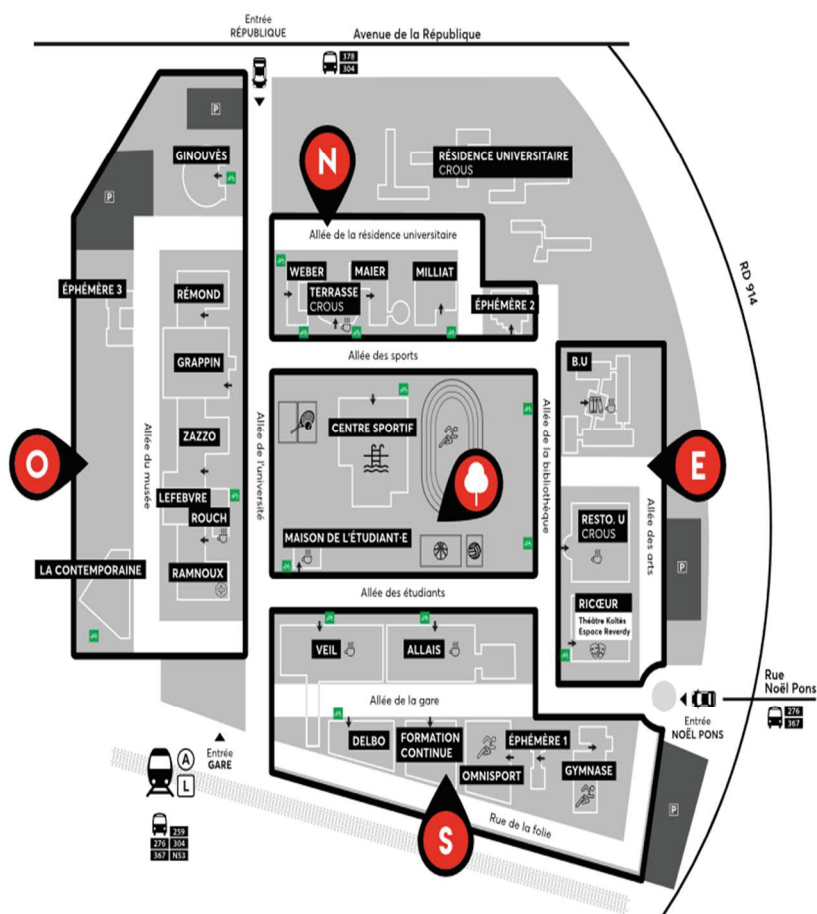 Entrée
RÉPUBLIQUE
Avenue de la République
378
304
P
GINOUVÈS
P
N
RÉSIDENCE UNIVERSITAIRE
CROUS
Allée de la résidence universitaire
WEBER
MAIER
MILLIAT
TERRASSE
CROUS
ÉPHÉMÈRE 2
RD 914
ÉPHÉMÈRE 3
RÉMOND
GRAPPIN
Allée des sports
B.U
ZAZZO
CENTRE SPORTIF
O
E
Allée du musée
Allée de l'université
Allée de la bibliothèque
Allée des arts
LEFEBVRE
ROUCH
MAISON DE L'ÉTUDIANT·E
RESTO. U
CROUS
LA CONTEMPORAINE
RAMNOUX
P
Allée des étudiants
RICŒUR
Théâtre Koltès
Espace Reverdy
VEIL
ALLAIS
Allée de la gare
Rue
Noël Pons
276
367
Entrée
NOËL PONS
Entrée
GARE
A
L
DELBO
FORMATION
CONTINUE
ÉPHÉMÈRE 1
OMNISPORT
GYMNASE
P
S
Rue de la folie
259
276 304
367 N53